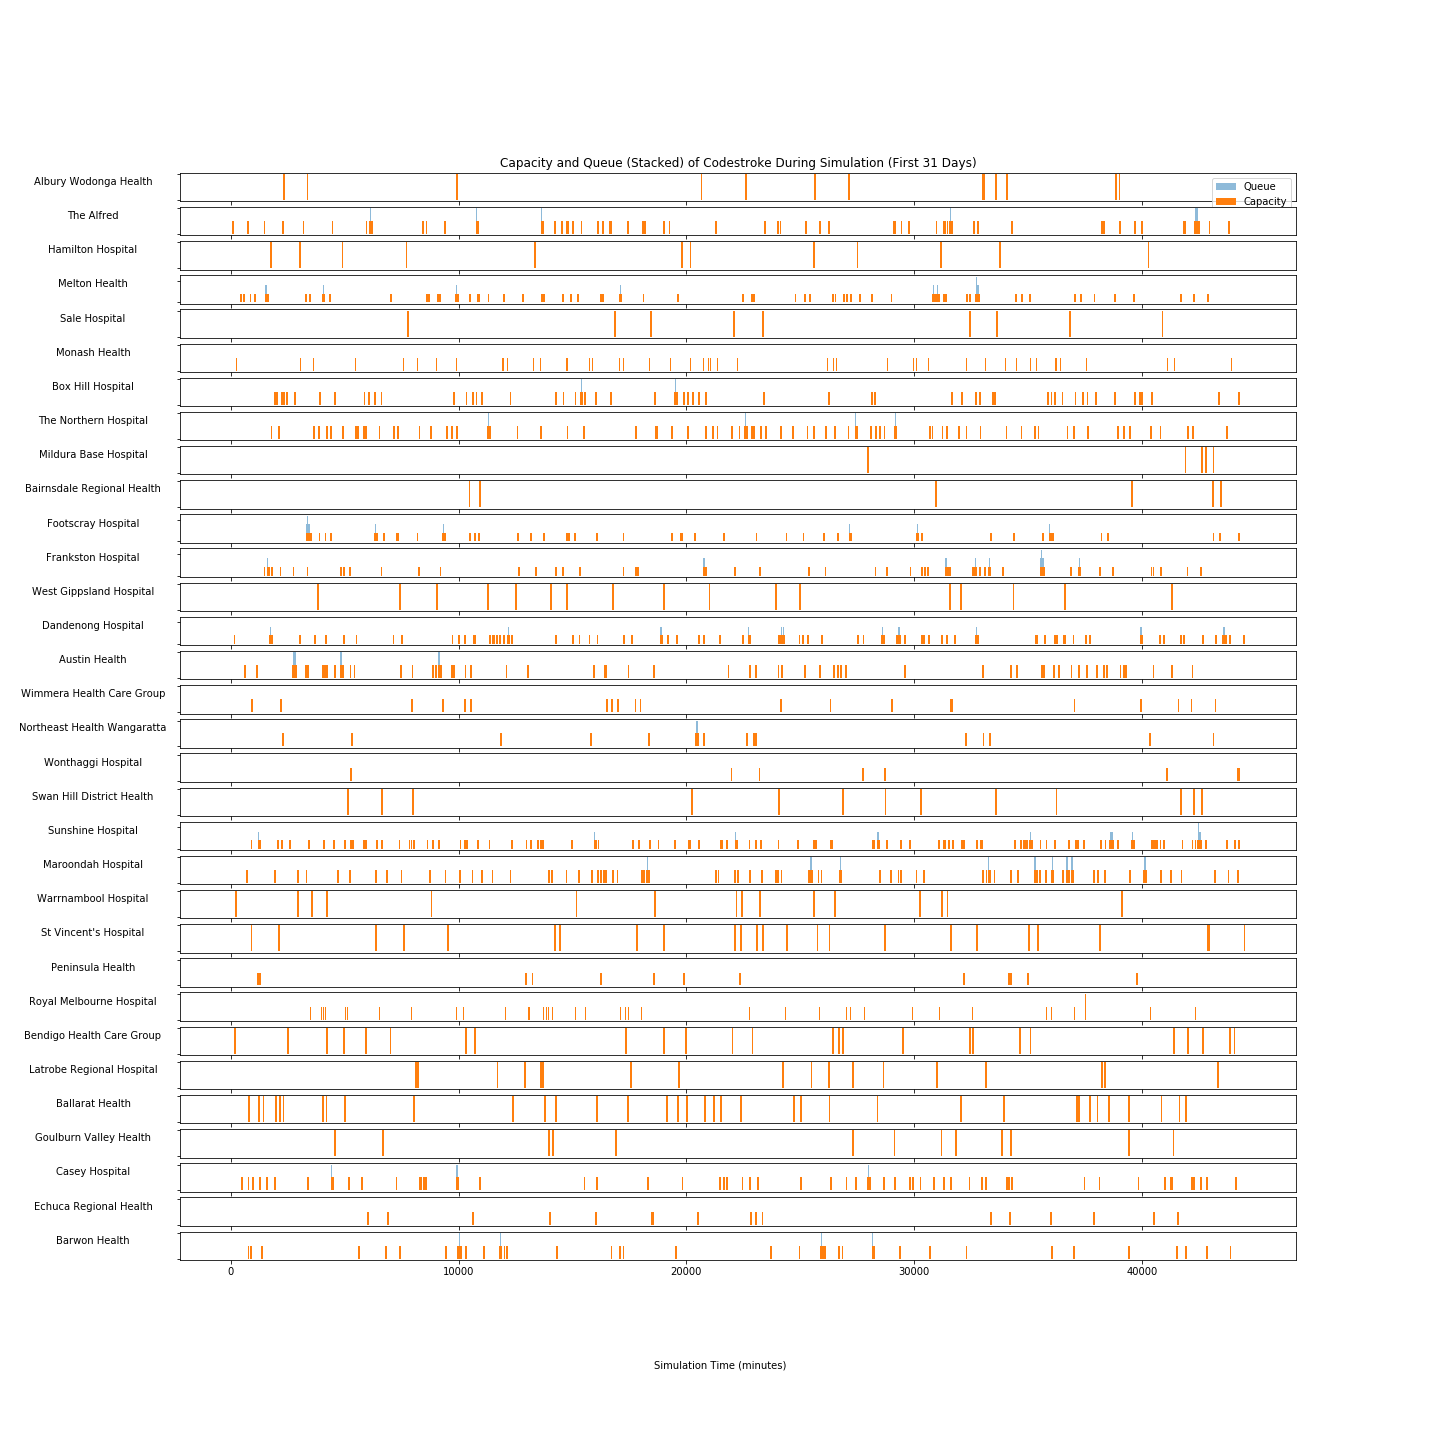 Capacity and Queue (Stacked) of Codestroke During Simulation (First 31 Days)
Albury Wodonga Health
Queue
Capacity
The Alfred
Hamilton Hospital
Melton Health
Sale Hospital
Monash Health
Box Hill Hospital
The Northern Hospital
Mildura Base Hospital
Bairnsdale Regional Health
Footscray Hospital
Frankston Hospital
West Gippsland Hospital
Dandenong Hospital
Austin Health
Wimmera Health Care Group
Northeast Health Wangaratta
Wonthaggi Hospital
Swan Hill District Health
Sunshine Hospital
Maroondah Hospital
Warrnambool Hospital
St Vincent's Hospital
Peninsula Health
Royal Melbourne Hospital
Bendigo Health Care Group
Latrobe Regional Hospital
Ballarat Health
Goulburn Valley Health
Casey Hospital
Echuca Regional Health
Barwon Health
0 10000 20000 30000 40000
Simulation Time (minutes)